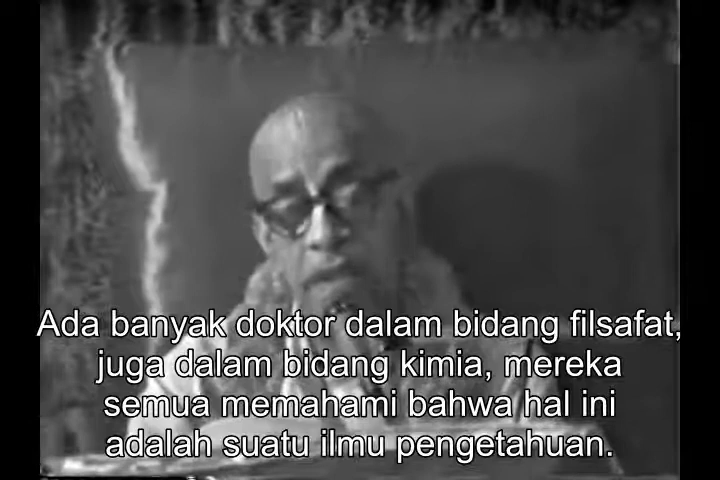 Ada banyak doktor dalam bidang filsafat,
juga dalam bidang kimia, mereka
semua memahami bahwa hal ini
adalah suatu ilmu pengetahuan.